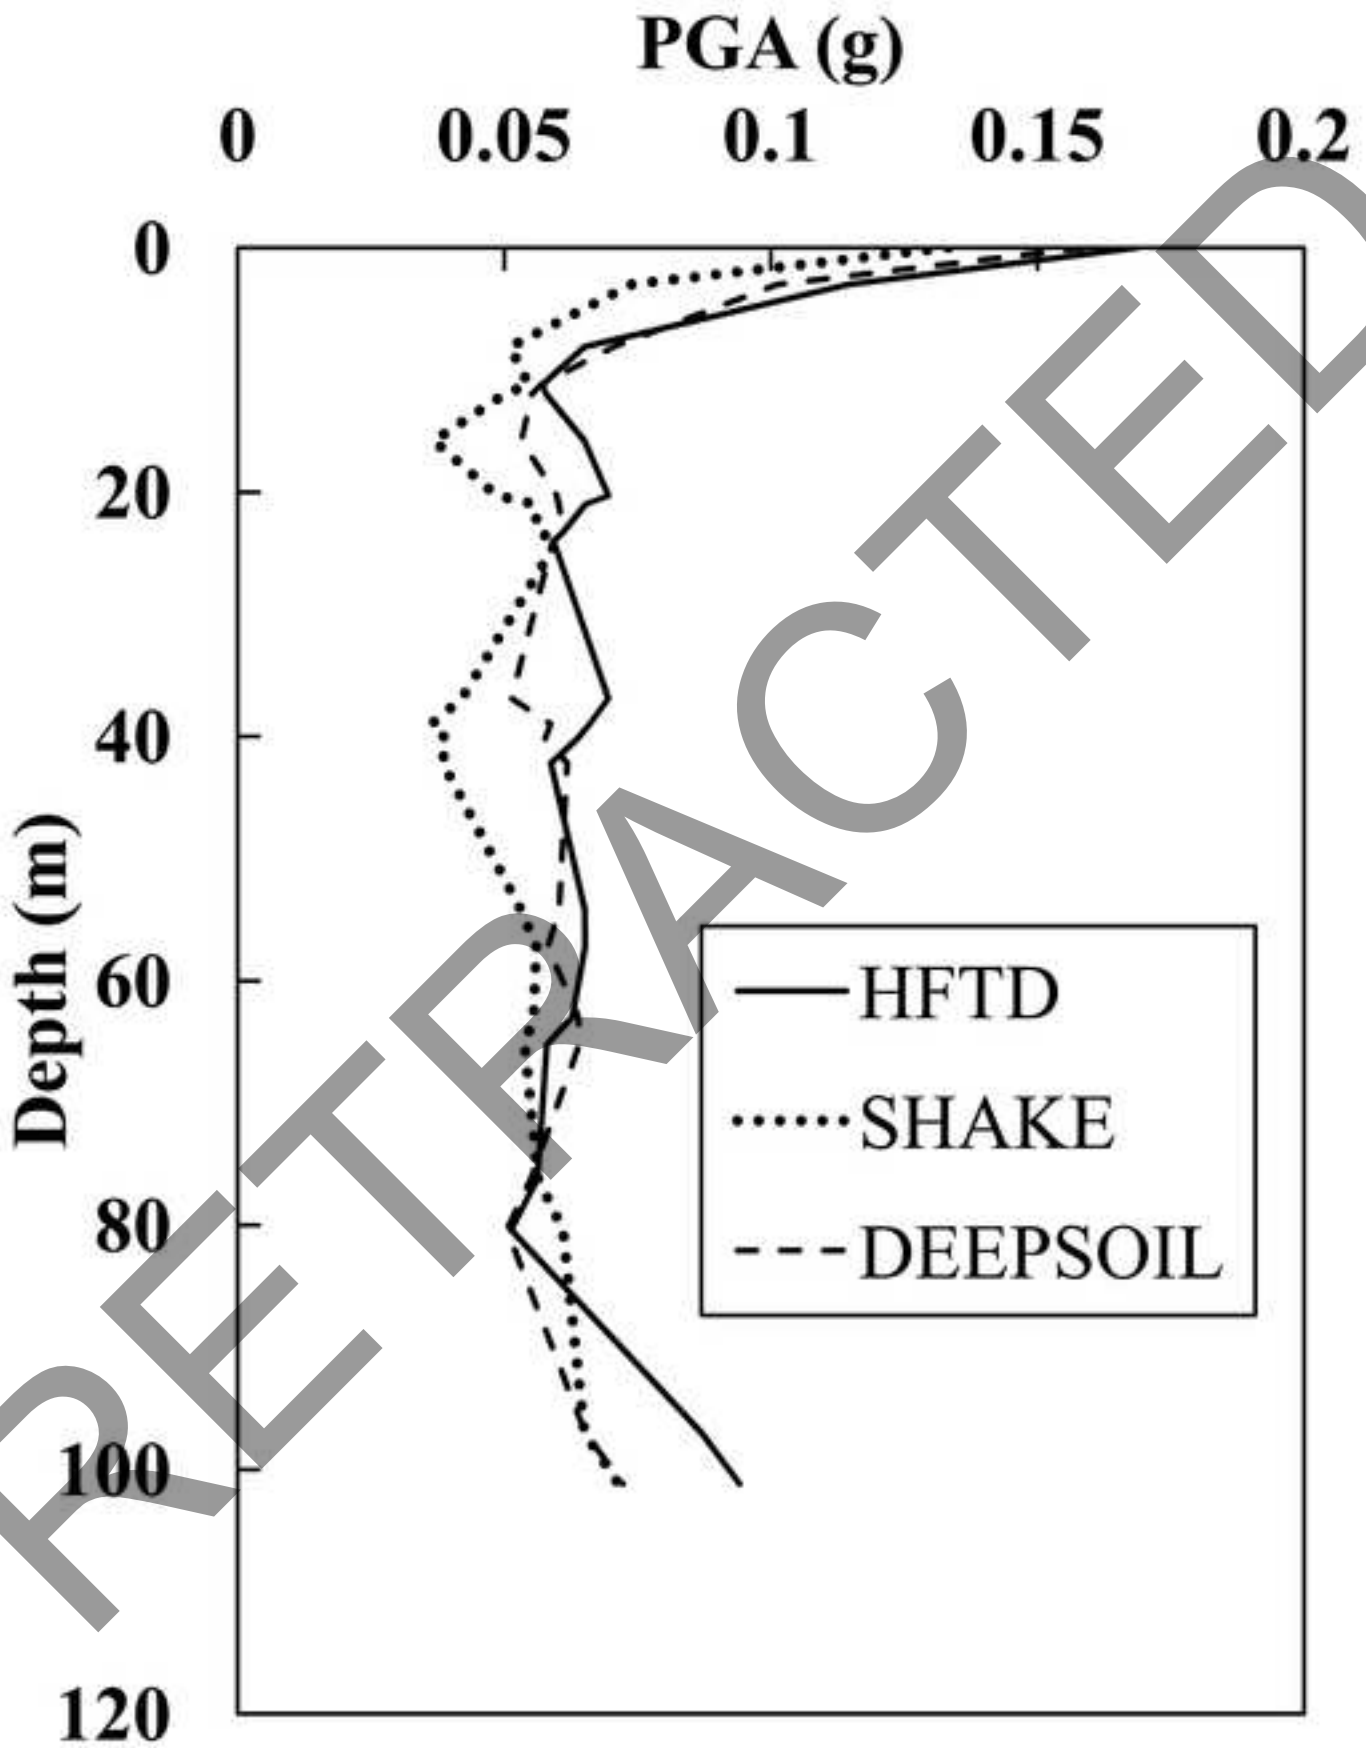 PGA (g)
0 0.05 0.1 0.15 0.2
0
20
40
60
80
100
120
Depth (m)
HFTD
SHAKE
DEEPSOIL
RETRACTED